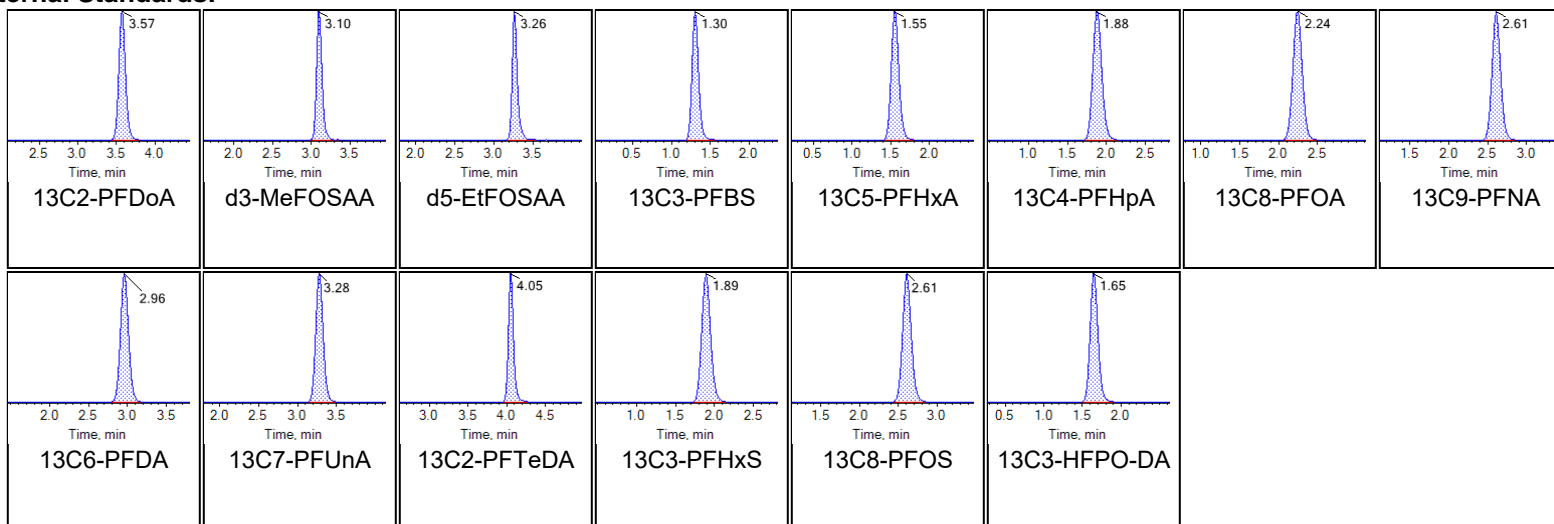 Standards:
3.57
3.10
3.26
1.30
1.55
1.88
2.24
2.61
2.5 3.0 3.5 4.0
2.0 2.5 3.0 3.5
2.0 2.5 3.0 3.5
0.5 1.0 1.5 2.0
0.5 1.0 1.5 2.0
1.0 1.5 2.0 2.5
1.0 1.5 2.0 2.5
1.5 2.0 2.5 3.0
Time, min
Time, min
Time, min
Time, min
Time, min
Time, min
Time, min
Time, min
13C2-PFDoA
d3-MeFOSAA
d5-EtFOSAA
13C3-PFBS
13C5-PFHxA
13C4-PFHpA
13C8-PFOA
13C9-PFNA
2.96
3.28
4.05
1.89
2.61
1.65
2.0 2.5 3.0 3.5
2.0 2.5 3.0 3.5
3.0 3.5 4.0 4.5
1.0 1.5 2.0 2.5
1.5 2.0 2.5 3.0
0.5 1.0 1.5 2.0
Time, min
Time, min
Time, min
Time, min
Time, min
Time, min
13C6-PFDA
13C7-PFUnA
13C2-PFTeDA
13C3-PFHxS
13C8-PFOS
13C3-HFPO-DA